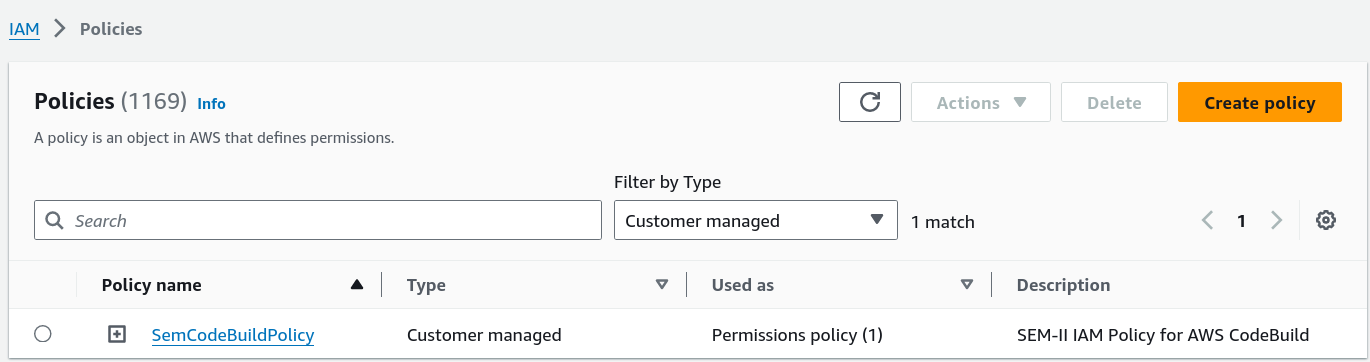 IAM > Policies
Policies (1169) Info
A policy is an object in AWS that defines permissions.
Actions
Delete
Create policy
Filter by Type
Search
Customer managed
1 match
1
Policy name Type Used as Description
SemCodeBuildPolicy Customer managed Permissions policy (1) SEM-II IAM Policy for AWS CodeBuild